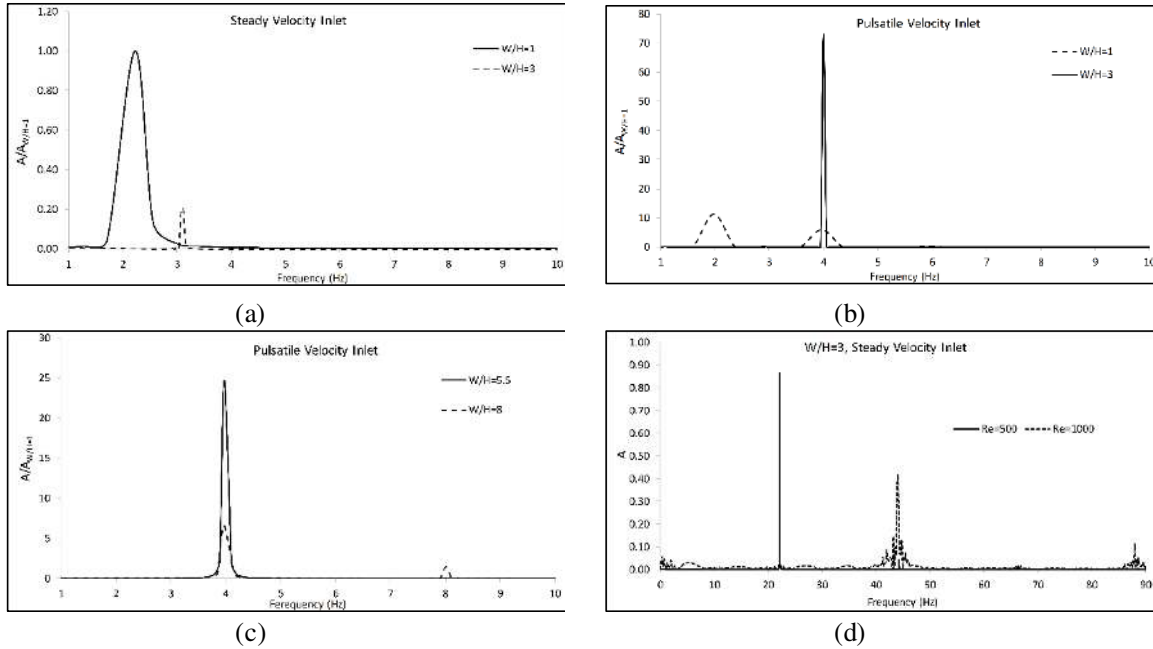 Steady Velocity Inlet
1.20
1.00
0.80
0.60
0.40
0.20
0.00
A/A_W/H=1
W/H=1
W/H=3
1 2 3 4 5 6 7 8 9 10
Frequency (Hz)
(a)
Pulsatile Velocity Inlet
80
70
60
50
40
30
20
10
0
A/A_W/H=1
W/H=1
W/H=3
1 2 3 4 5 6 7 8 9 10
Frequency (Hz)
(b)
Pulsatile Velocity Inlet
30
25
20
15
10
5
0
A/A_W/H=1
W/H=5.5
W/H=8
1 2 3 4 5 6 7 8 9 10
Ferequency (Hz)
(c)
W/H=3, Steady Velocity Inlet
1.00
0.90
0.80
0.70
0.60
0.50
0.40
0.30
0.20
0.10
0.00
A
Re=500 Re=1000
0 10 20 30 40 50 60 70 80 90
Frequency (Hz)
(d)